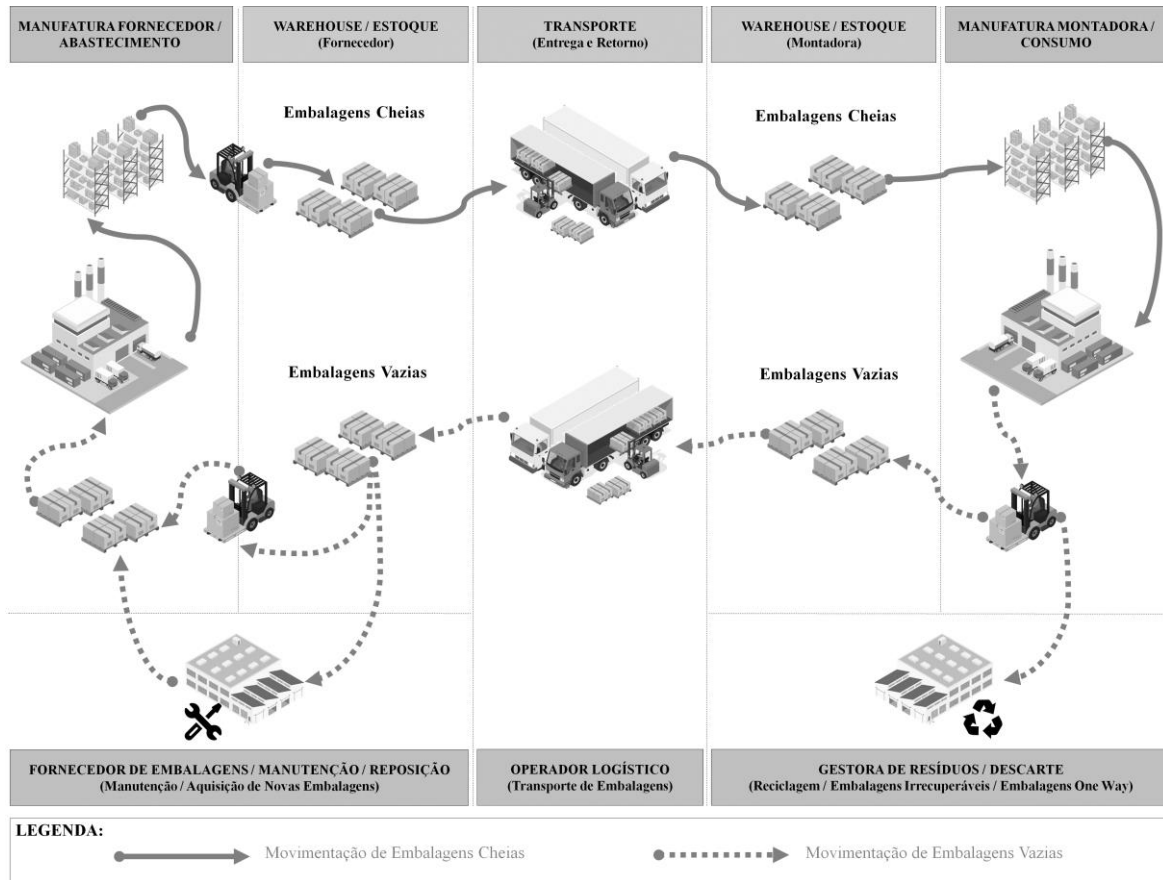 MANUFATURA FORNECEDOR /
ABASTECIMENTO
WAREHOUSE / ESTOQUE
(Fornecedor)
TRANSPORTE
(Entrega e Retorno)
WAREHOUSE / ESTOQUE
(Montadora)
MANUFATURA MONTADORA /
CONSUMO
Embalagens Cheias
Embalagens Cheias
Embalagens Vazias
Embalagens Vazias
FORNECEDOR DE EMBALAGENS / MANUTENÇÃO / REPOSIÇÃO
(Manutenção / Aquisição de Novas Embalagens)
OPERADOR LOGÍSTICO
(Transporte de Embalagens)
GESTORA DE RESÍDUOS / DESCARTE
(Reciclagem / Embalagens Irrecuperáveis / Embalagens One Way)
LEGENDA:
Movimentação de Embalagens Cheias
Movimentação de Embalagens Vazias